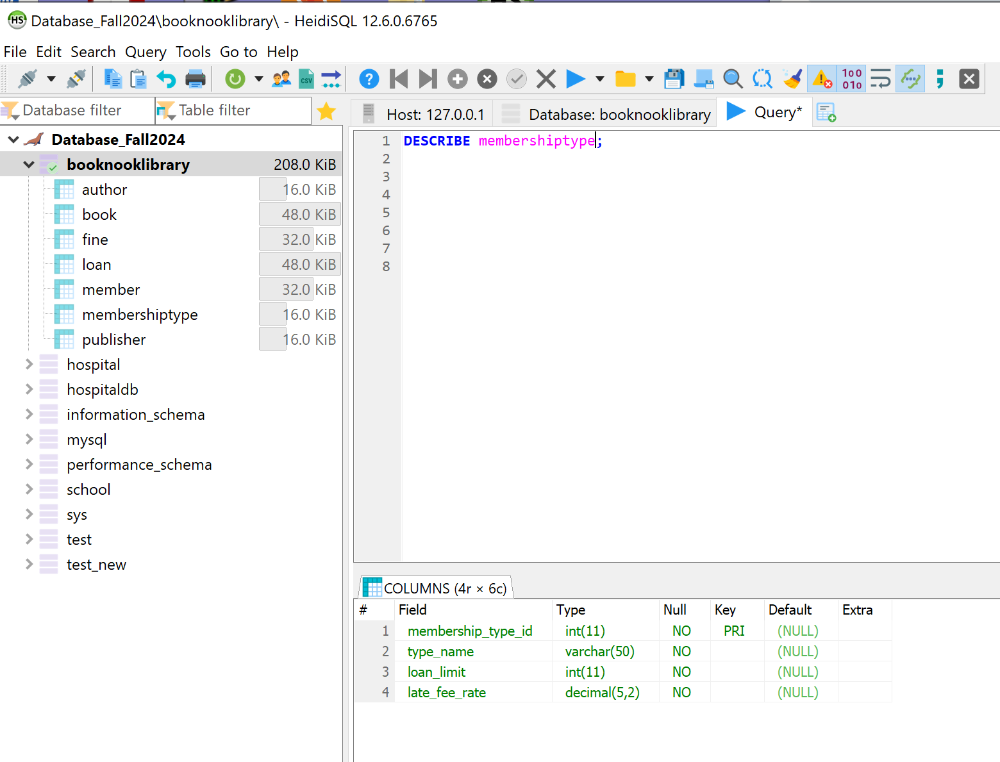 Database_Fall2024\booknooklibrary\ - HeidiSQL 12.6.0.6765
File Edit Search Query Tools Go to Help
Database filter
Table filter
Host: 127.0.0.1
Database: booknooklibrary
Query*
Database_Fall2024
booknooklibrary 208.0 KiB
author 16.0 KiB
book 48.0 KiB
fine 32.0 KiB
loan 48.0 KiB
member 32.0 KiB
membershiptype 16.0 KiB
publisher 16.0 KiB
hospital
hospitaldb
information_schema
mysql
performance_schema
school
sys
test
test_new
1 DESCRIBE membershiptype;
2
3
4
5
6
7
8
COLUMNS (4r × 6c)
# Field Type Null Key Default Extra
1 membership_type_id int(11) NO PRI (NULL)
2 type_name varchar(50) NO (NULL)
3 loan_limit int(11) NO (NULL)
4 late_fee_rate decimal(5,2) NO (NULL)